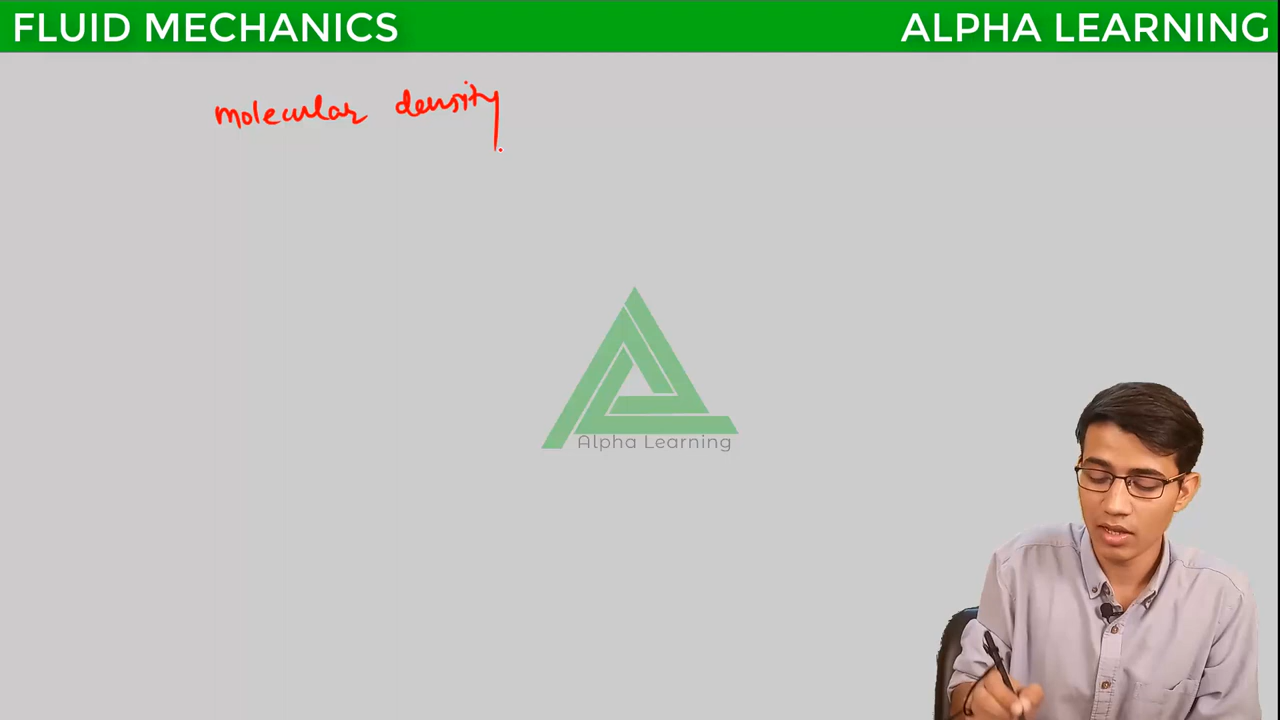 FLUID MECHANICS
ALPHA LEARNING
molecular density
Alpha Learning